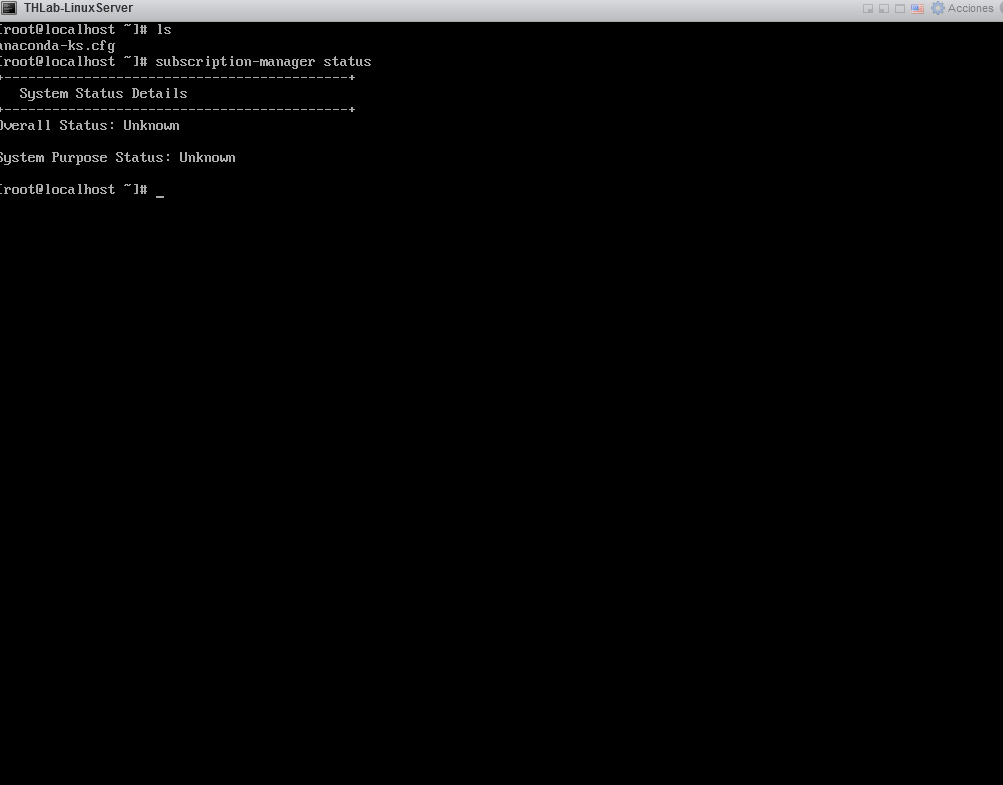 THLab-LinuxServer
Acciones
[root@localhost ~]# ls
anaconda-ks.cfg
[root@localhost ~]# subscription-manager status
+-------------------------------------------+
   System Status Details
+-------------------------------------------+
Overall Status: Unknown

System Purpose Status: Unknown

[root@localhost ~]# _